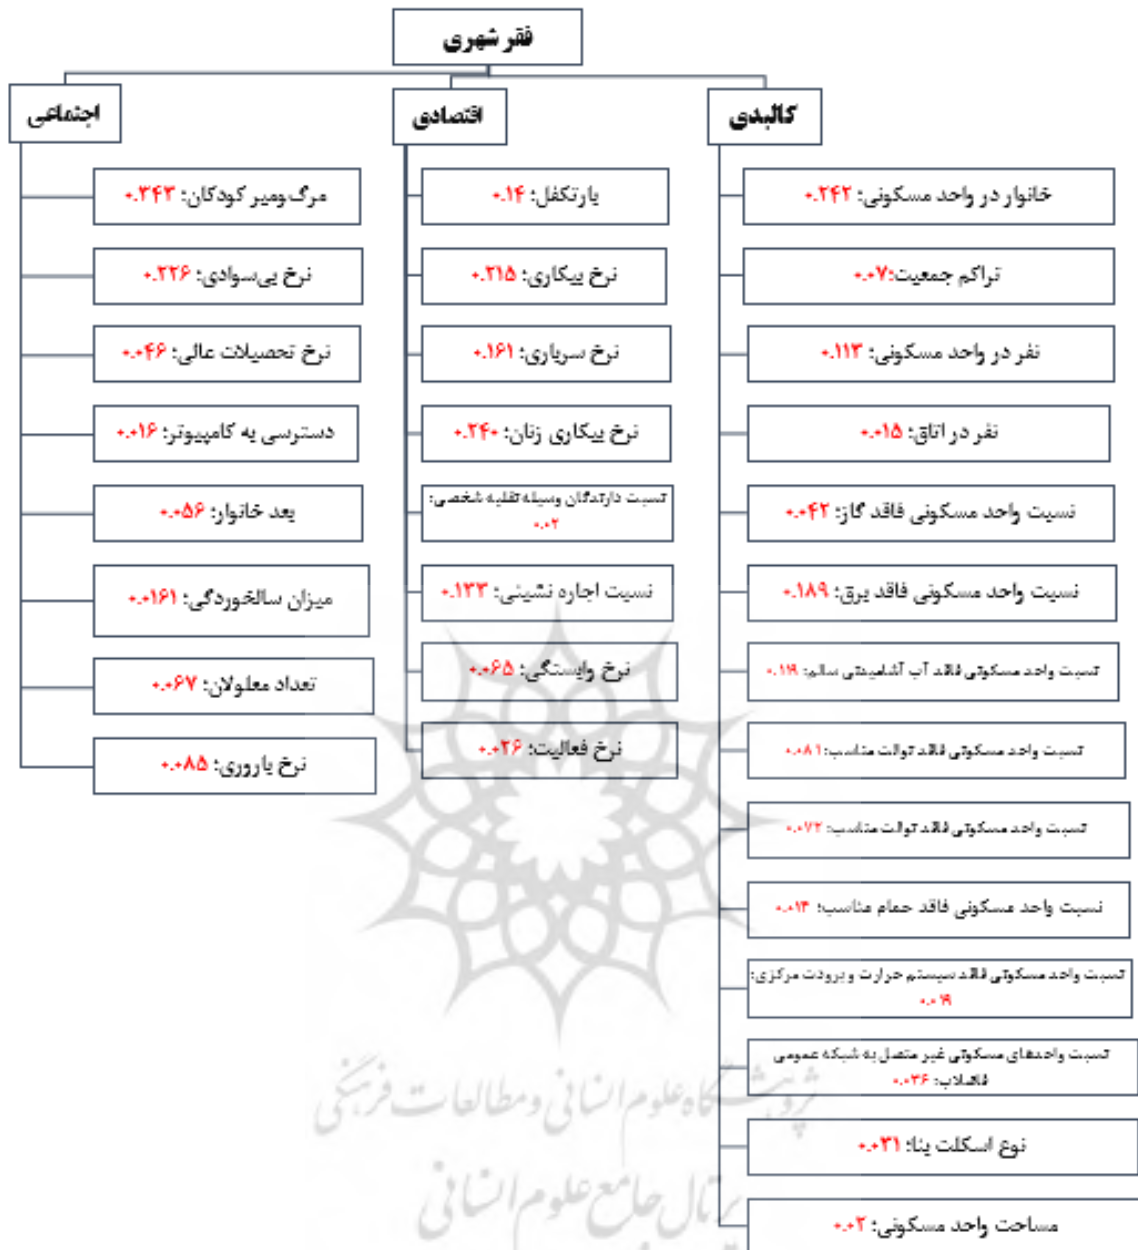 فقر شهری
کالبدی
اقتصادی
اجتماعی
خانوار در واحد مسکونی: ۰.۲۴۲
تراکم جمعیت:۰.۰۷
نفر در واحد مسکونی: ۰.۱۱۳
نفر در اتاق: ۰.۰۱۵
نسبت واحد مسکونی فاقد گاز: ۰.۰۴۲
نسبت واحد مسکونی فاقد برق: ۰.۱۸۹
نسبت واحد مسکونی فاقد آب آشامیدنی سالم: ۰.۱۱۹
نسبت واحد مسکونی فاقد توالت مناسب: ۰.۰۸۱
نسبت واحد مسکونی فاقد توالت مناسب: ۰.۰۷۲
نسبت واحد مسکونی فاقد حمام مناسب: ۰.۰۱۴
نسبت واحد مسکونی فاقد سیستم حرارت و برودت مرکزی:
۰.۰۱۹
نسبت واحدهای مسکونی غیر متصل به شبکه عمومی
فاضلاب: ۰.۰۳۶
نوع اسکلت بنا: ۰.۰۳۱
مساحت واحد مسکونی: ۰.۰۲
بارتکفل: ۰.۱۴
نرخ بیکاری: ۰.۲۱۵
نرخ سرباری: ۰.۱۶۱
نرخ بیکاری زنان: ۰.۲۴۰
نسبت دارندگان وسیله نقلیه شخصی:
۰.۰۲
نسبت اجاره نشینی: ۰.۱۳۳
نرخ وابستگی: ۰.۰۶۵
نرخ فعالیت: ۰.۰۲۶
مرگ‌ومیر کودکان: ۰.۳۴۳
نرخ بی‌سوادی: ۰.۲۲۶
نرخ تحصیلات عالی: ۰.۰۴۶
دسترسی به کامپیوتر: ۰.۰۱۶
بعد خانوار: ۰.۰۵۶
میزان سالخوردگی: ۰.۰۱۶۱
تعداد معلولان: ۰.۰۶۷
نرخ باروری: ۰.۰۸۵
پژوهشگاه علوم انسانی و مطالعات فرهنگی
پرتال جامع علوم انسانی